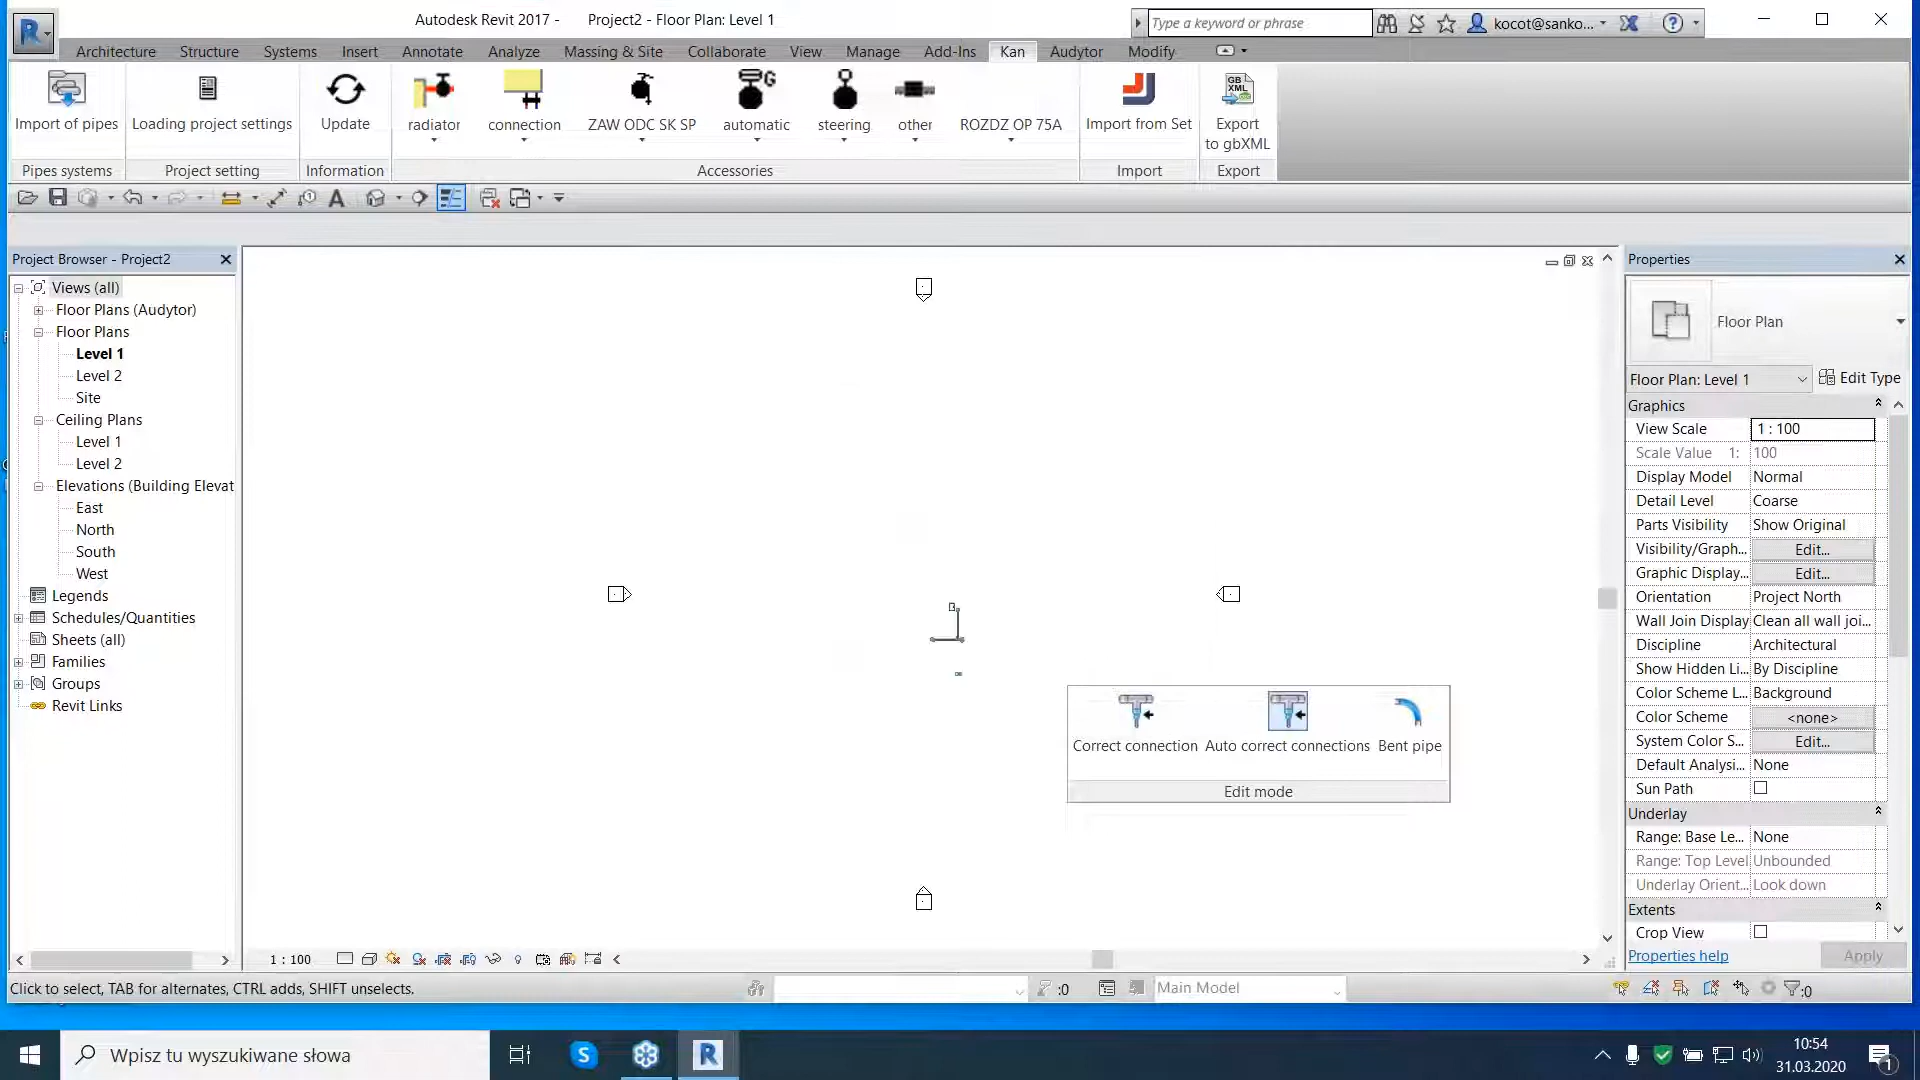 Autodesk Revit 2017 - Project2 - Floor Plan: Level 1
Type a keyword or phrase
kocot@sanko...
Architecture Structure Systems Insert Annotate Analyze Massing & Site Collaborate View Manage Add-Ins Kan Audytor Modify
Import of pipes
Loading project settings
Update
radiator
connection
ZAW ODC SK SP
automatic
steering
other
ROZDZ OP 75A
Import from Set
Export
to gbXML
Pipes systems
Project setting
Information
Accessories
Import
Export
Project Browser - Project2
Views (all)
Floor Plans (Audytor)
Floor Plans
Level 1
Level 2
Site
Ceiling Plans
Level 1
Level 2
Elevations (Building Elevat
East
North
South
West
Legends
Schedules/Quantities
Sheets (all)
Families
Groups
Revit Links
Correct connection
Auto correct connections
Bent pipe
Edit mode
Properties
Floor Plan
Floor Plan: Level 1 Edit Type
Graphics
View Scale 1 : 100
Scale Value 1: 100
Display Model Normal
Detail Level Coarse
Parts Visibility Show Original
Visibility/Graph... Edit...
Graphic Display... Edit...
Orientation Project North
Wall Join Display Clean all wall joi...
Discipline Architectural
Show Hidden Li... By Discipline
Color Scheme L... Background
Color Scheme <none>
System Color S... Edit...
Default Analysi... None
Sun Path
Underlay
Range: Base Le... None
Range: Top Level Unbounded
Underlay Orient... Look down
Extents
Crop View
Properties help Apply
1 : 100
Click to select, TAB for alternates, CTRL adds, SHIFT unselects.
:0
Main Model
:0
Wpisz tu wyszukiwane słowa
10:54
31.03.2020
1